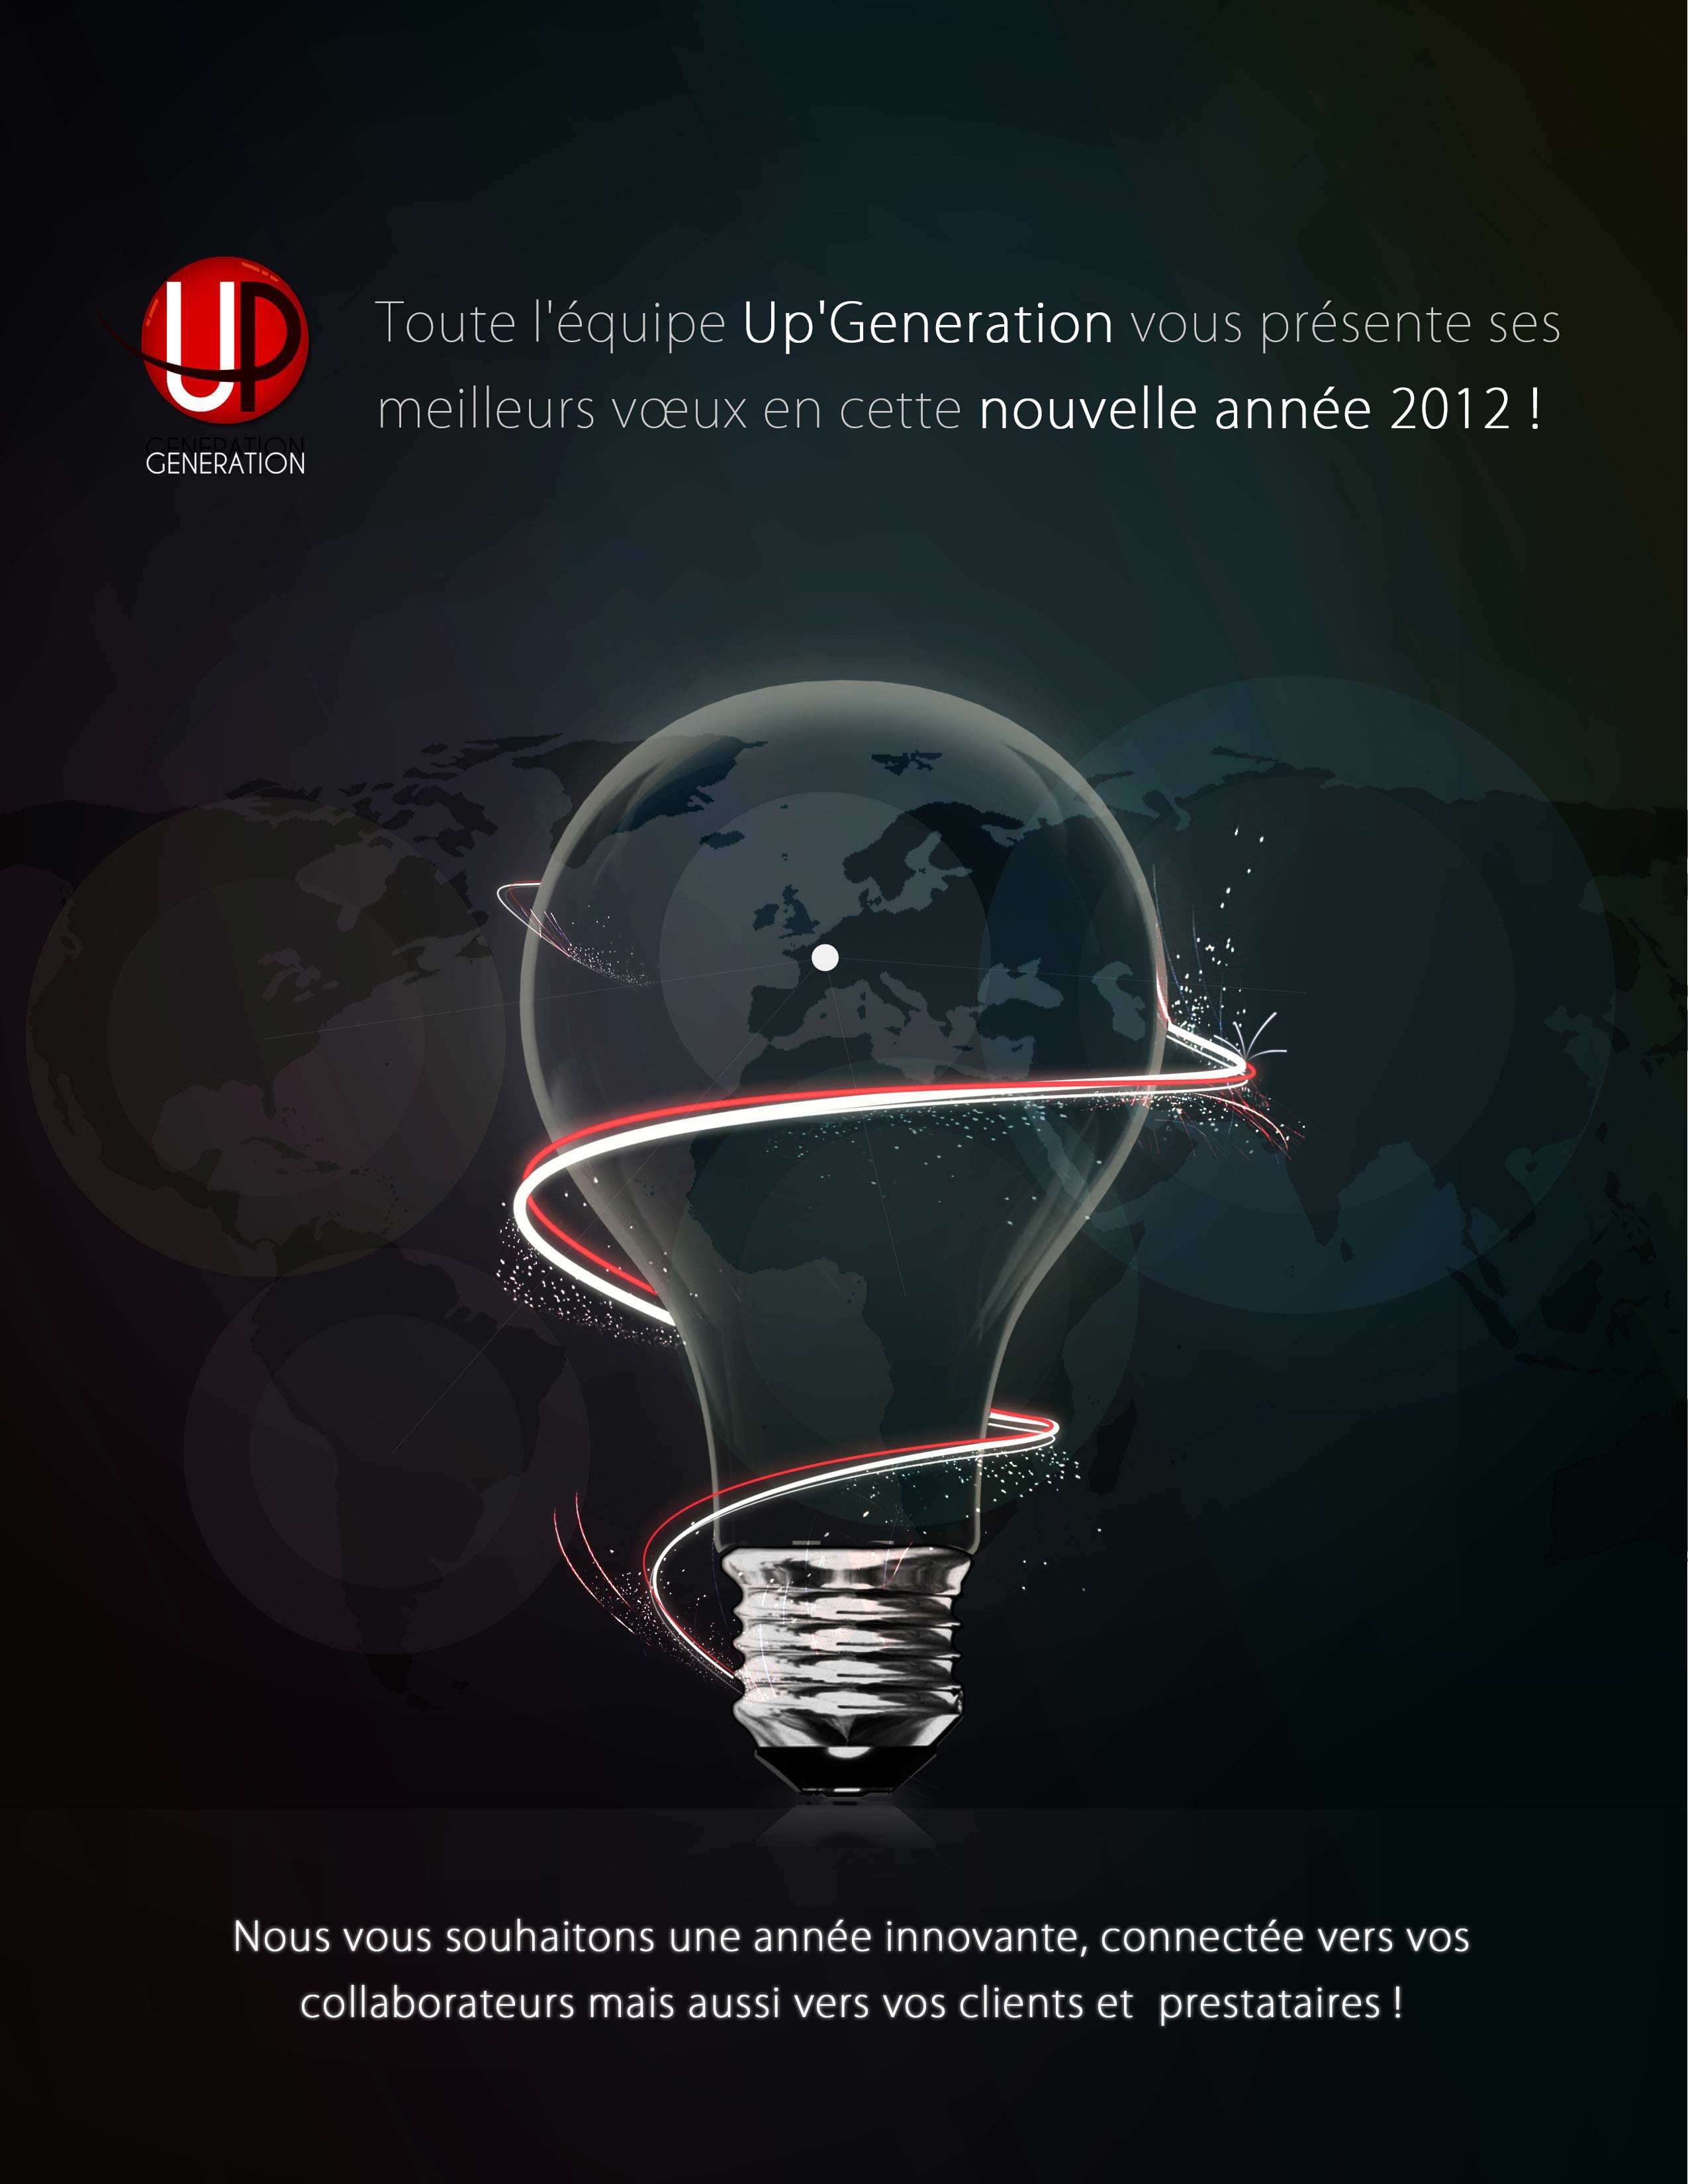 UP
GENERATION
Toute l'équipe Up'Generation vous présente ses
meilleurs vœux en cette nouvelle année 2012 !
Nous vous souhaitons une année innovante, connectée vers vos
collaborateurs mais aussi vers vos clients et  prestataires !